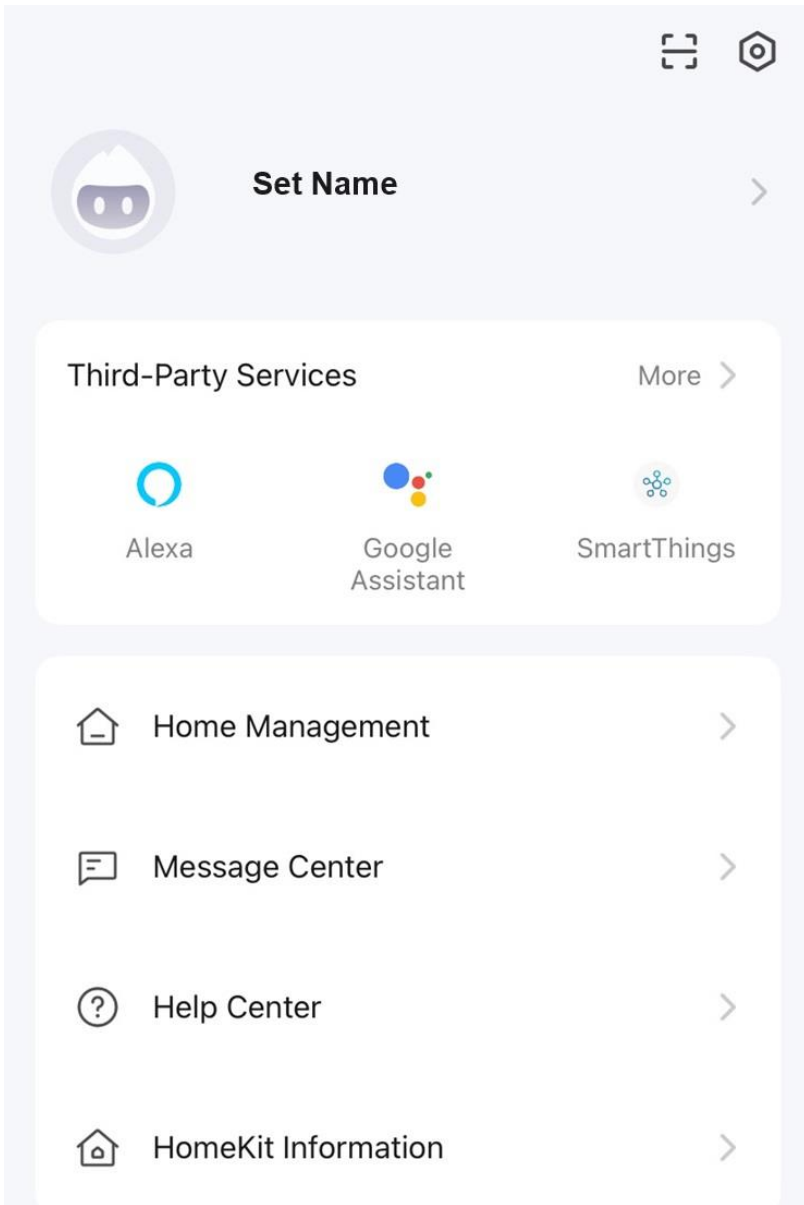 Set Name
Third-Party Services
More
Alexa
Google
Assistant
SmartThings
Home Management
Message Center
Help Center
HomeKit Information